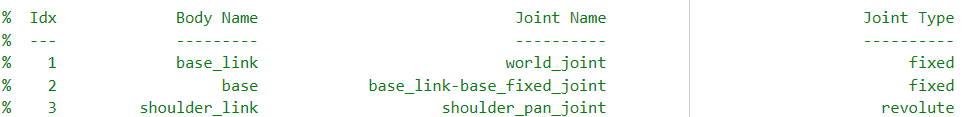 % Idx Body Name Joint Name Joint Type
% --- --------- ---------- ----------
% 1 base_link world_joint fixed
% 2 base base_link-base_fixed_joint fixed
% 3 shoulder_link shoulder_pan_joint revolute